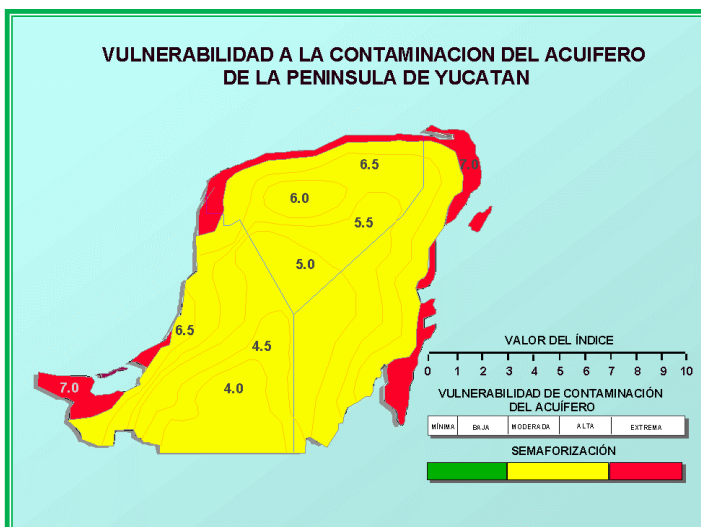 VULNERABILIDAD A LA CONTAMINACION DEL ACUIFERO
DE LA PENINSULA DE YUCATAN
6.5
7.0
6.0
5.5
5.0
6.5
4.5
7.0
4.0
VALOR DEL ÍNDICE
0 1 2 3 4 5 6 7 8 9 10
VULNERABILIDAD DE CONTAMINACIÓN
DEL ACUÍFERO
MÍNIMA BAJA MODERADA ALTA EXTREMA
SEMAFORIZACIÓN